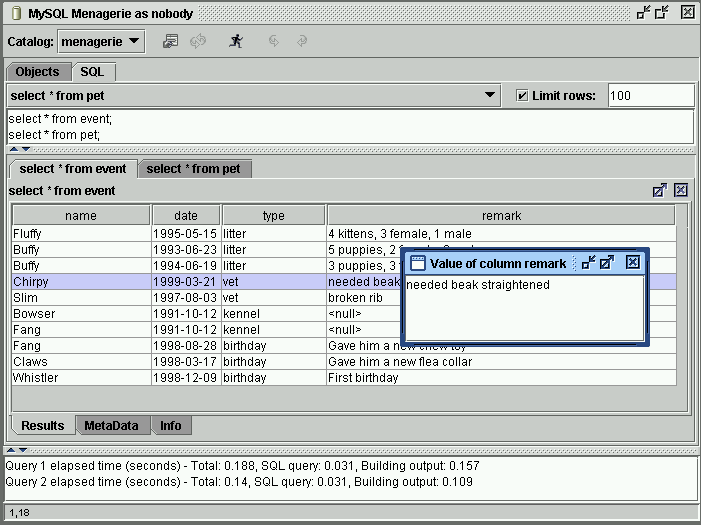 MySQL Menagerie as nobody
Catalog: menagerie
Objects SQL
select * from pet Limit rows: 100
select * from event;
select * from pet;
select * from event select * from pet
select * from event
name date type remark
Fluffy 1995-05-15 litter 4 kittens, 3 female, 1 male
Buffy 1993-06-23 litter 5 puppies, 2
Buffy 1994-06-19 litter 3 puppies, 3
Chirpy 1999-03-21 vet needed beak
Slim 1997-08-03 vet broken rib
Bowser 1991-10-12 kennel <null>
Fang 1991-10-12 kennel <null>
Fang 1998-08-28 birthday Gave him a new chew toy
Claws 1998-03-17 birthday Gave him a new flea collar
Whistler 1998-12-09 birthday First birthday
Value of column remark
needed beak straightened
Results MetaData Info
Query 1 elapsed time (seconds) - Total: 0.188, SQL query: 0.031, Building output: 0.157
Query 2 elapsed time (seconds) - Total: 0.14, SQL query: 0.031, Building output: 0.109
1,18